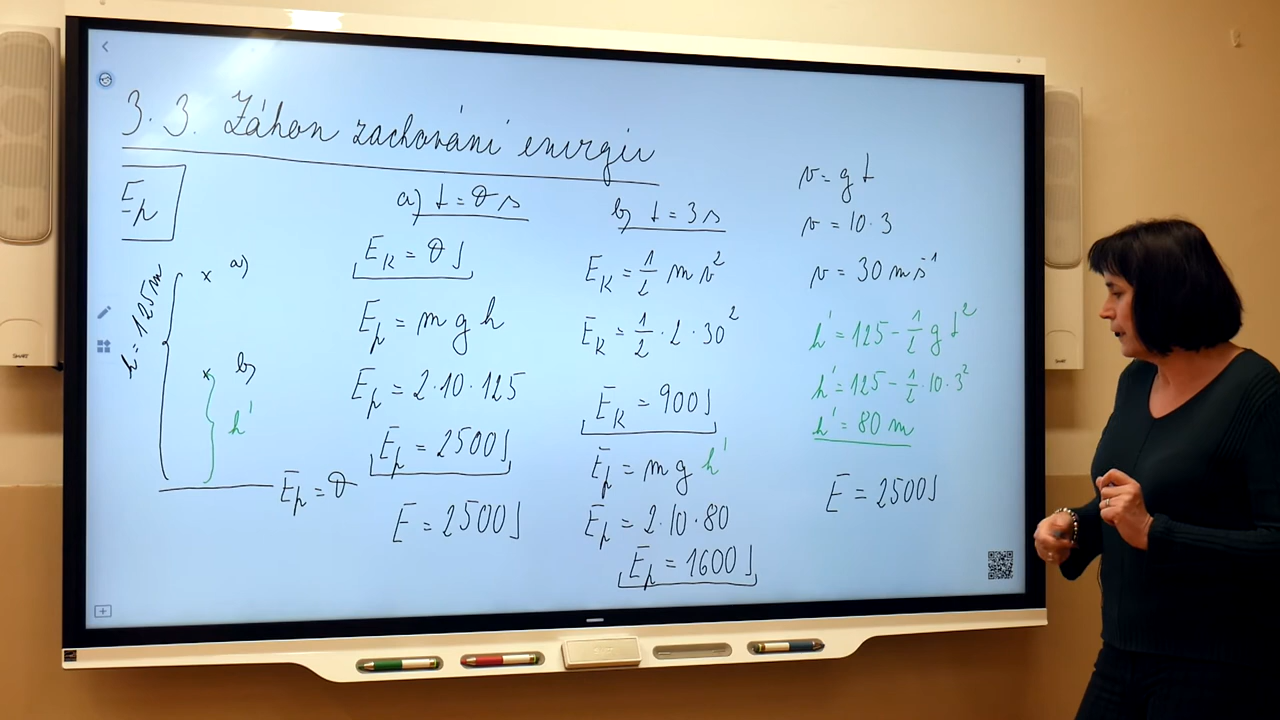 3.3. Zákon zachování energie
Ep
h = 125 m
x a)
x b)
h'
Ep = 0
a) t = 0 s
EK = 0 J
Ep = m g h
Ep = 2·10·125
Ep = 2500 J
E = 2500 J
b) t = 3 s
EK = 1/2 m v²
EK = 1/2 · 2 · 30²
EK = 900 J
Ep = m g h'
Ep = 2·10·80
Ep = 1600 J
v = g t
v = 10·3
v = 30 m s⁻¹
h' = 125 - 1/2 g t²
h' = 125 - 1/2 · 10 · 3²
h' = 80 m
E = 2500 J
SMART
SMART